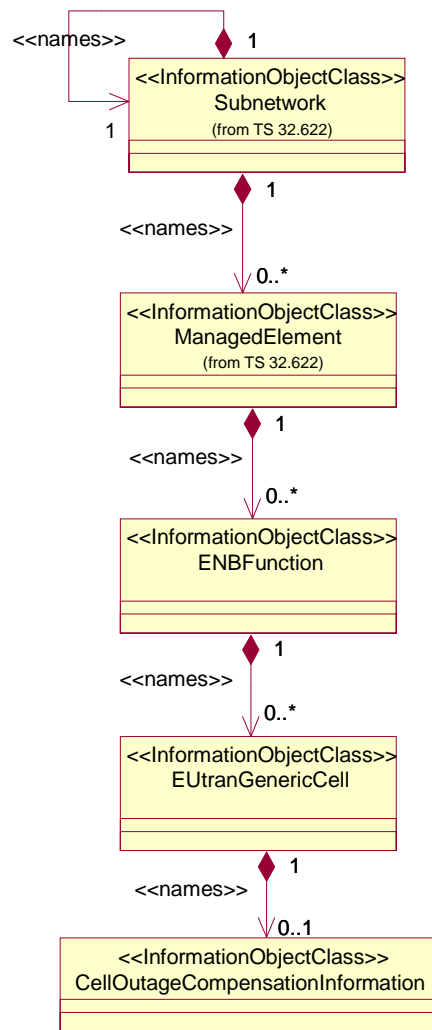 <<names>>
1
1
<<InformationObjectClass>>
Subnetwork
(from TS 32.622)
1
<<names>>
0..*
<<InformationObjectClass>>
ManagedElement
(from TS 32.622)
1
<<names>>
0..*
<<InformationObjectClass>>
ENBFunction
1
<<names>>
0..*
<<InformationObjectClass>>
EUtranGenericCell
1
<<names>>
0..1
<<InformationObjectClass>>
CellOutageCompensationInformation